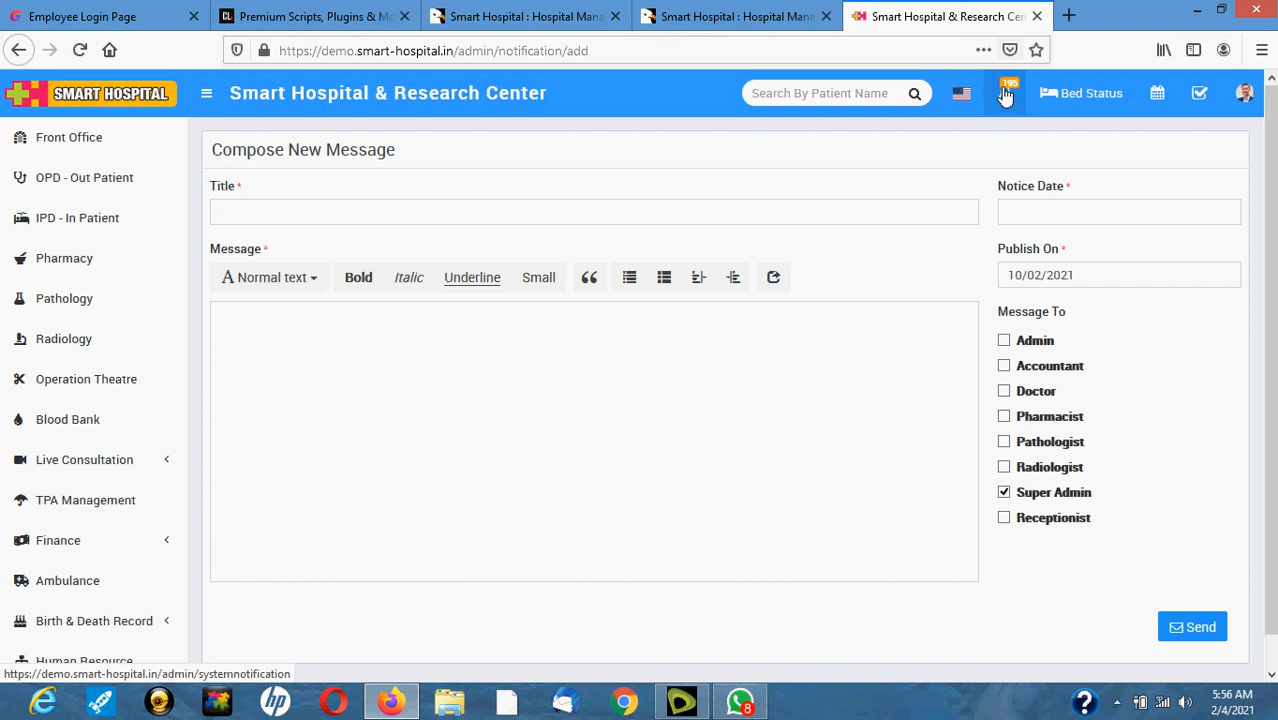 Employee Login Page
Premium Scripts, Plugins & Mo
Smart Hospital : Hospital Mana
Smart Hospital : Hospital Mana
Smart Hospital & Research Cen
https://demo.smart-hospital.in/admin/notification/add
SMART HOSPITAL
Smart Hospital & Research Center
Search By Patient Name
195
Bed Status
Front Office
OPD - Out Patient
IPD - In Patient
Pharmacy
Pathology
Radiology
Operation Theatre
Blood Bank
Live Consultation
TPA Management
Finance
Ambulance
Birth & Death Record
Human Resource
Compose New Message
Title *
Notice Date *
Message *
Publish On *
Normal text
Bold
Italic
Underline
Small
10/02/2021
Message To
Admin
Accountant
Doctor
Pharmacist
Pathologist
Radiologist
Super Admin
Receptionist
Send
https://demo.smart-hospital.in/admin/systemnotification
8
5:56 AM
2/4/2021